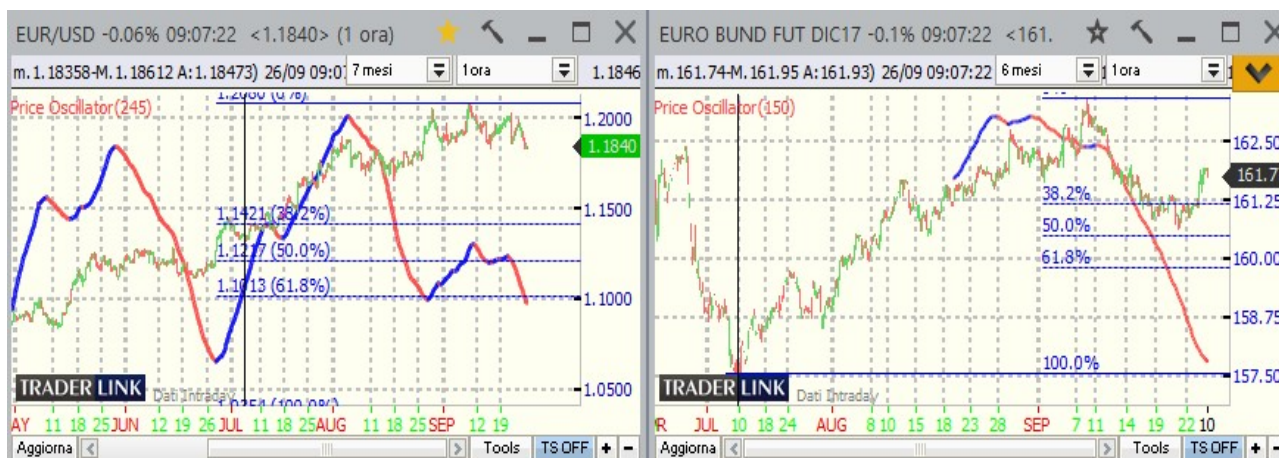 EUR/USD -0.06% 09:07:22 <1.1840> (1 ora)
m. 1.18358-M. 1.18612 A: 1.18473) 26/09 09:07
7 mesi
1 ora
1.1846
Price Oscillator(245)
1.2000
1.1840
1.1500
1.1000
1.0500
1.1421 (38.2%)
1.1217 (50.0%)
1.1013 (61.8%)
TRADER LINK
Dati Intraday
AY 11 18 25 JUN 12 19 26 JUL 11 18 25 AUG 11 18 25 SEP 12 19
Aggiorna
Tools
TS OFF
+
-
EURO BUND FUT DIC17 -0.1% 09:07:22 <161.
m. 161.74-M. 161.95 A: 161.93) 26/09 09:07:22
6 mesi
1 ora
Price Oscillator(150)
162.50
161.7
161.25
160.00
158.75
157.50
38.2%
50.0%
61.8%
100.0%
TRADER LINK
Dati Intraday
R JUL 10 18 24 AUG 8 10 15 18 23 28 SEP 7 11 14 19 22 10
Aggiorna
Tools
TS OFF
+
-